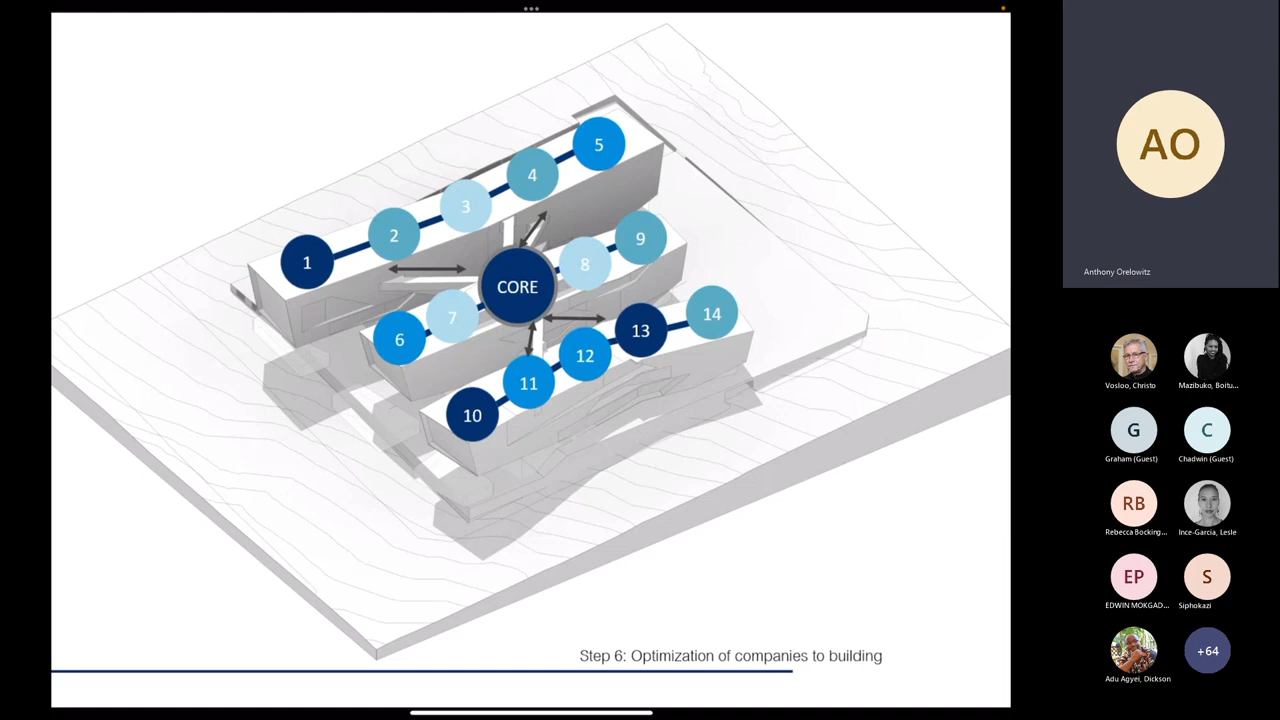 5
4
3
2
1
9
8
CORE
7
6
14
13
12
11
10
Step 6: Optimization of companies to building
AO
Anthony Orelowitz
Vosloo, Christo
Mazibuko, Boitu...
G
Graham (Guest)
C
Chadwin (Guest)
RB
Rebecca Bocking...
Ince-Garcia, Lesle
EP
EDWIN MOKGAD...
S
Siphokazi
Adu Agyei, Dickson
+64